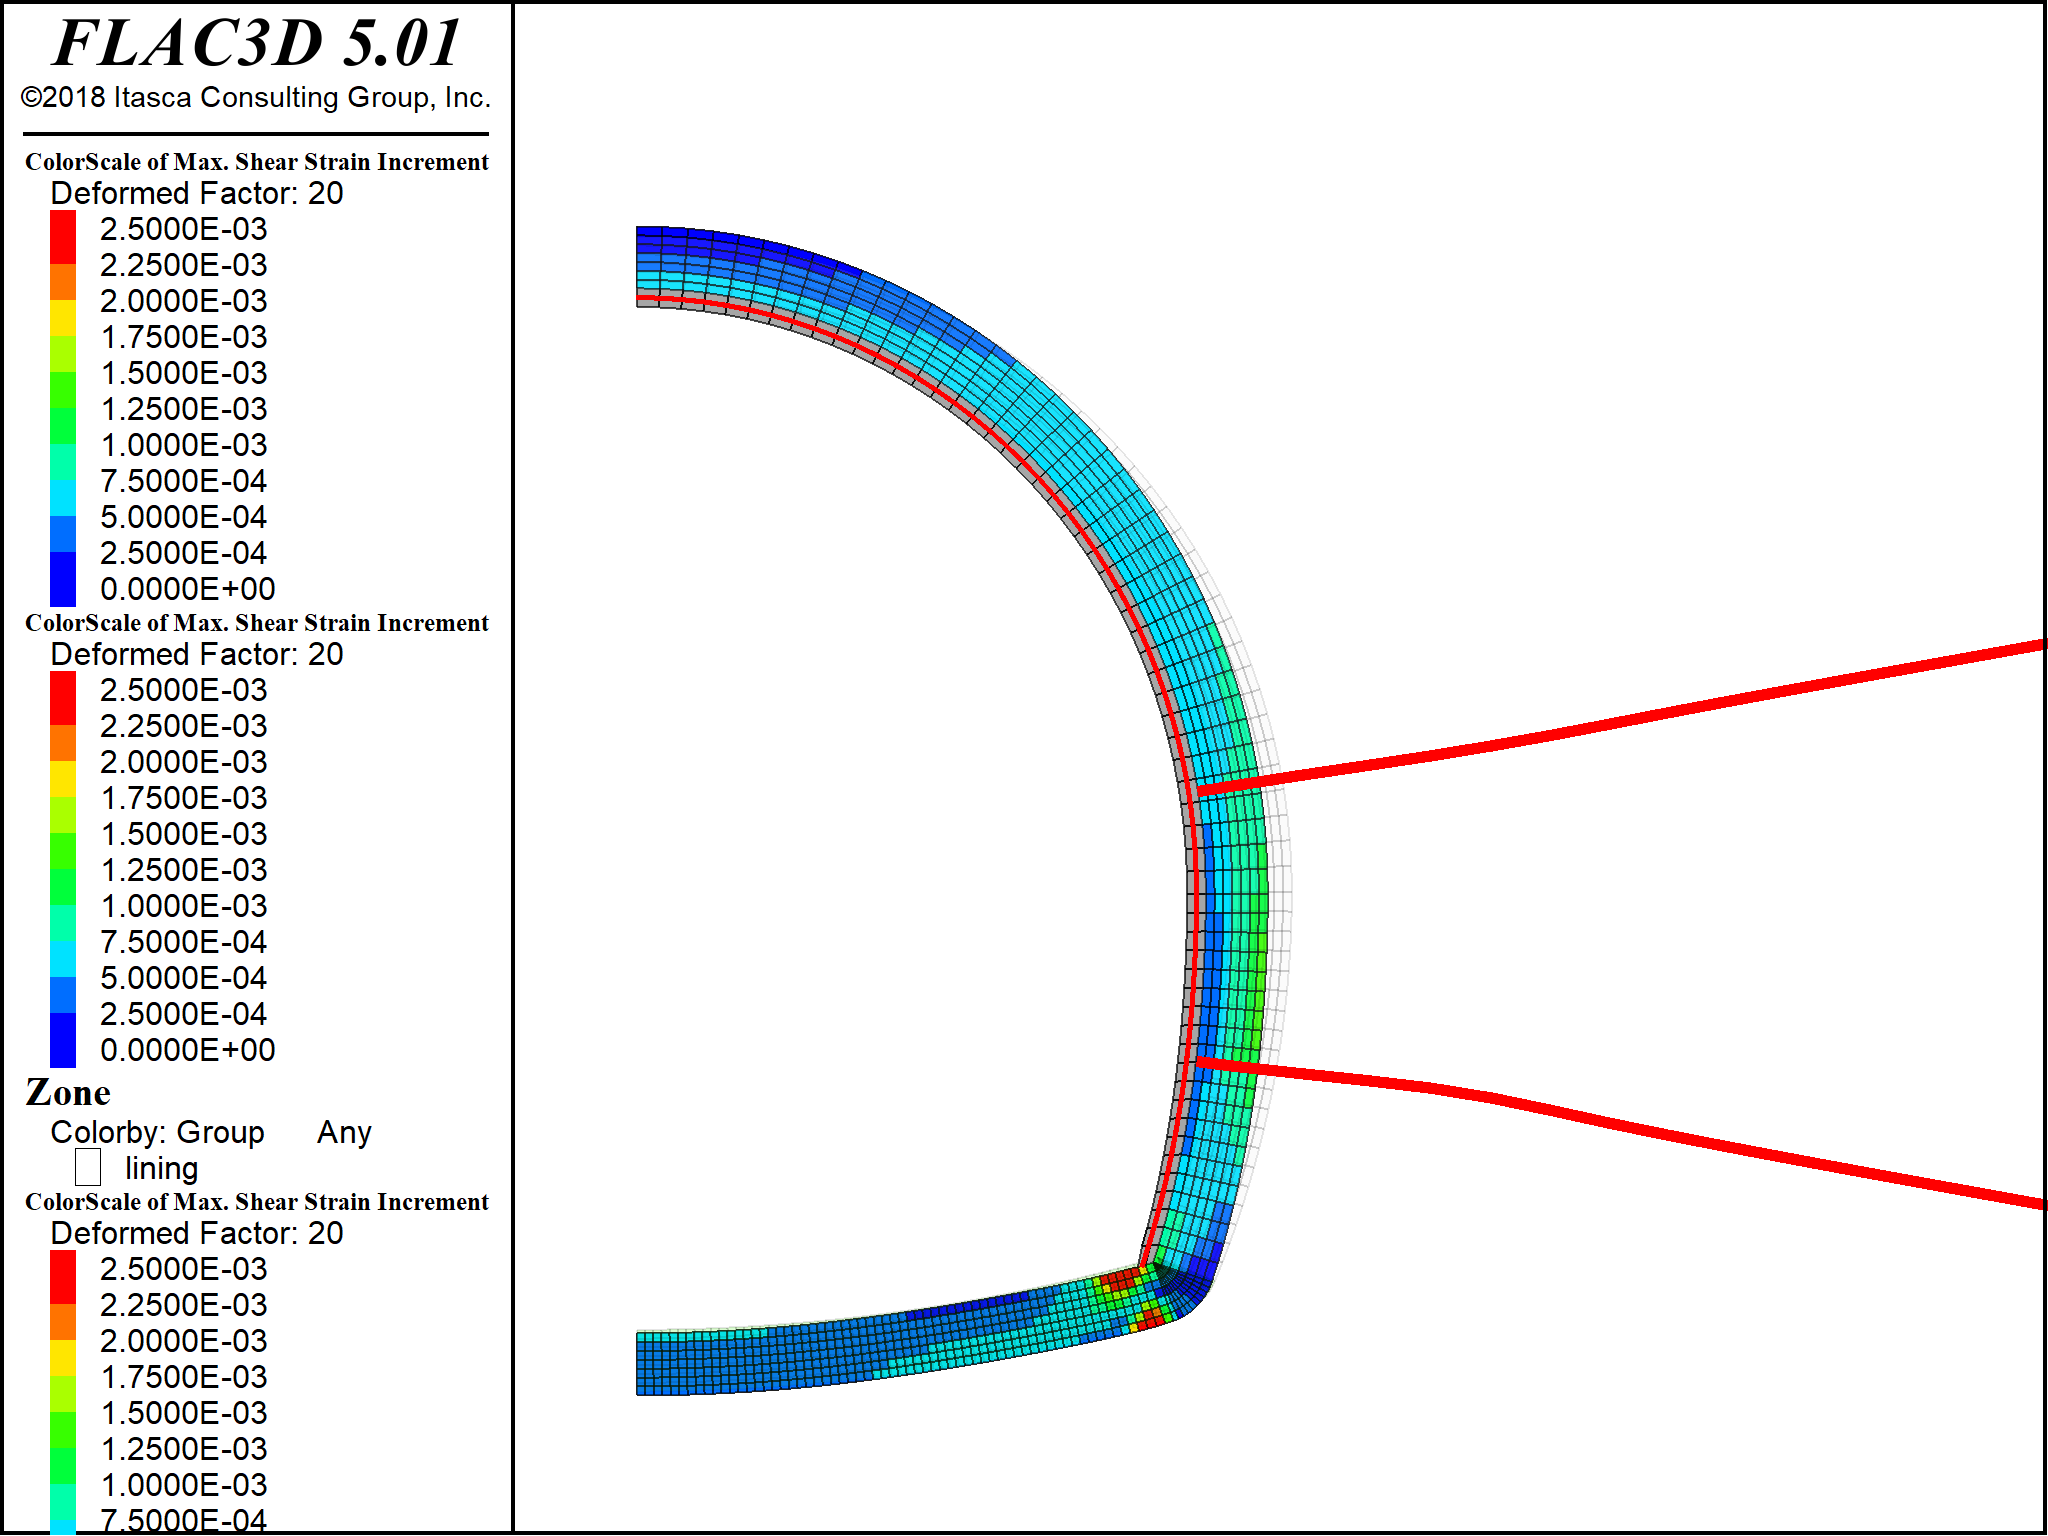 FLAC3D 5.01
©2018 Itasca Consulting Group, Inc.
ColorScale of Max. Shear Strain Increment
Deformed Factor: 20
2.5000E-03
2.2500E-03
2.0000E-03
1.7500E-03
1.5000E-03
1.2500E-03
1.0000E-03
7.5000E-04
5.0000E-04
2.5000E-04
0.0000E+00
ColorScale of Max. Shear Strain Increment
Deformed Factor: 20
2.5000E-03
2.2500E-03
2.0000E-03
1.7500E-03
1.5000E-03
1.2500E-03
1.0000E-03
7.5000E-04
5.0000E-04
2.5000E-04
0.0000E+00
Zone
Colorby: Group Any
lining
ColorScale of Max. Shear Strain Increment
Deformed Factor: 20
2.5000E-03
2.2500E-03
2.0000E-03
1.7500E-03
1.5000E-03
1.2500E-03
1.0000E-03
7.5000E-04